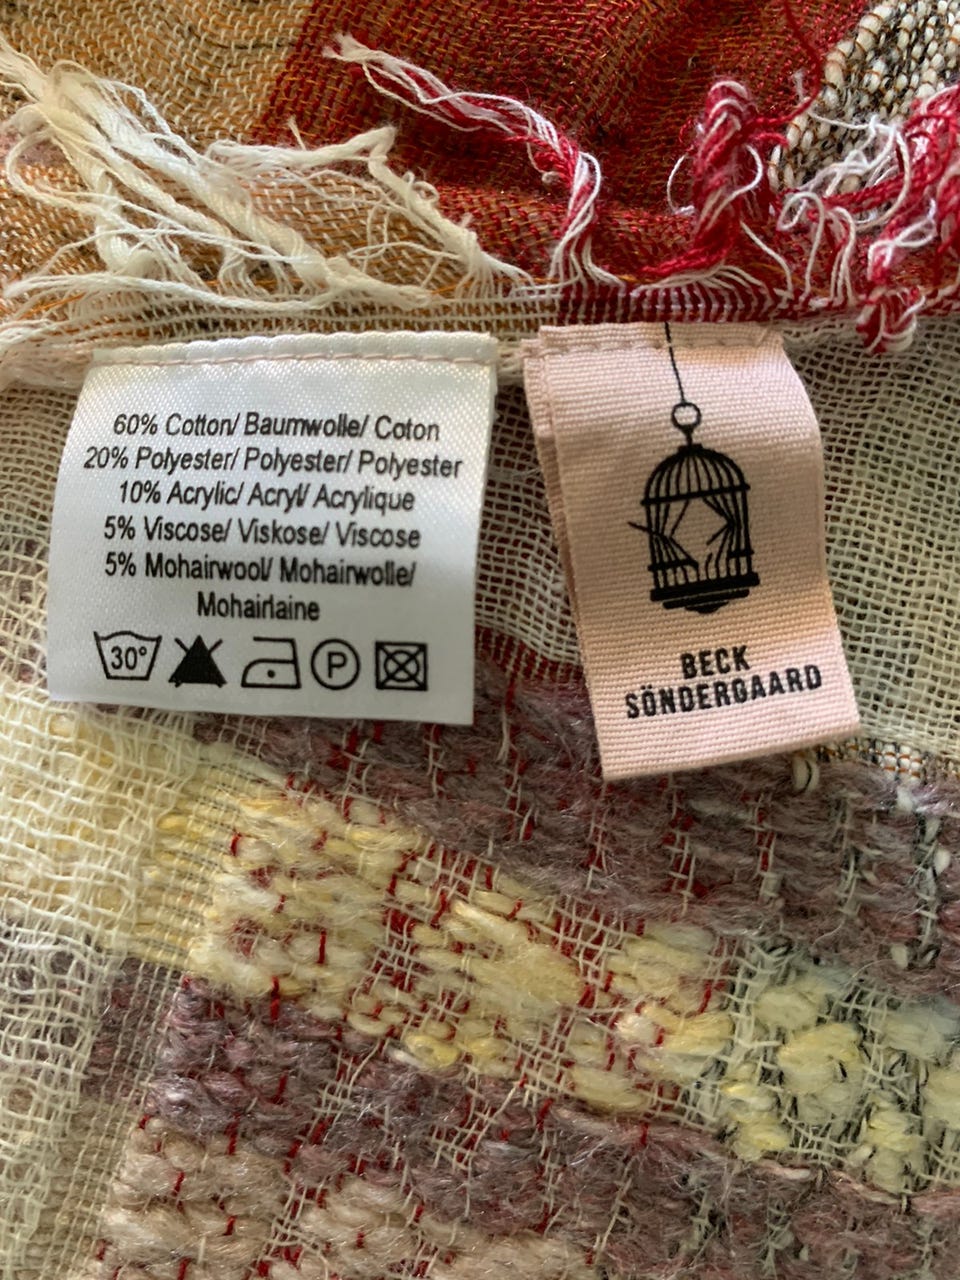 60% Cotton/ Baumwolle/ Coton
20% Polyester/ Polyester/ Polyester
10% Acrylic/ Acryl/ Acrylique
5% Viscose/ Viskose/ Viscose
5% Mohairwool/ Mohairwolle/
Mohairlaine
30°
P
BECK
SÖNDERGAARD